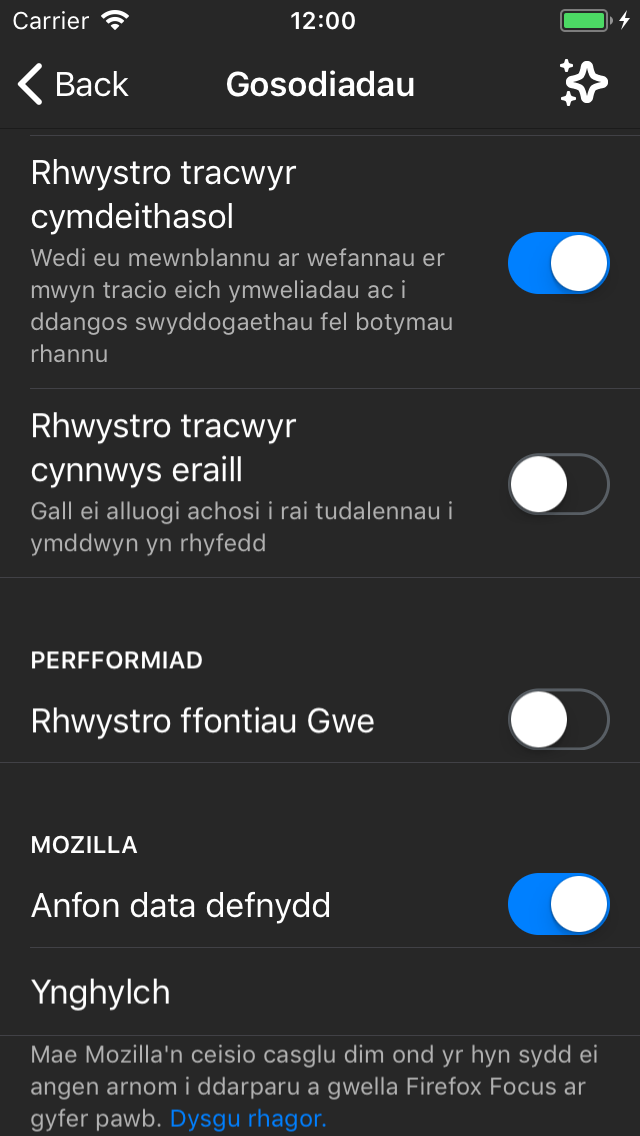 Carrier 12:00
Back Gosodiadau
Rhwystro tracwyr
cymdeithasol
Wedi eu mewnblannu ar wefannau er
mwyn tracio eich ymweliadau ac i
ddangos swyddogaethau fel botymau
rhannu
Rhwystro tracwyr
cynnwys eraill
Gall ei alluogi achosi i rai tudalennau i
ymddwyn yn rhyfedd
PERFFORMIAD
Rhwystro ffontiau Gwe
MOZILLA
Anfon data defnydd
Ynghylch
Mae Mozilla'n ceisio casglu dim ond yr hyn sydd ei
angen arnom i ddarparu a gwella Firefox Focus ar
gyfer pawb. Dysgu rhagor.